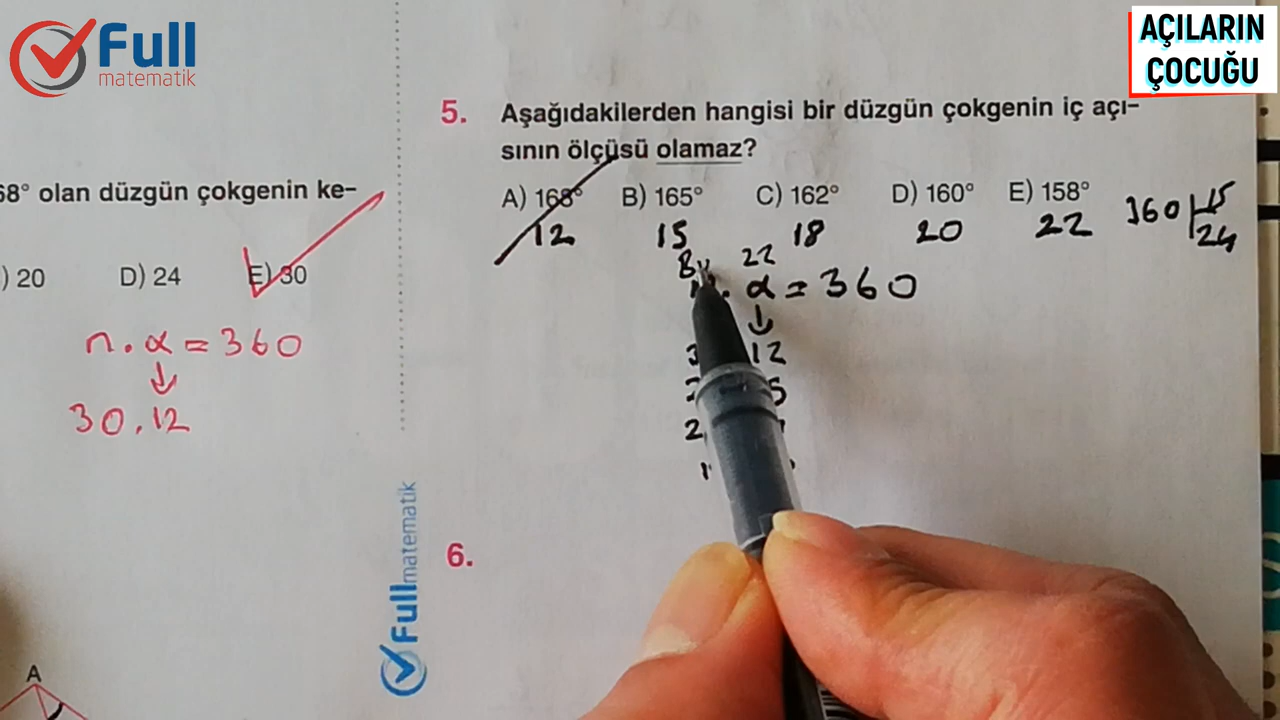 Full
matematik
AÇILARIN
ÇOCUĞU
68° olan düzgün çokgenin ke-
) 20 D) 24 E) 30
n . α = 360
30 . 12
A
5. Aşağıdakilerden hangisi bir düzgün çokgenin iç açı-
sının ölçüsü olamaz?
A) 168° B) 165° C) 162° D) 160° E) 158°
12 15 18 20 22
360 15
24
22
. α = 360
12
6.
Fullmatematik